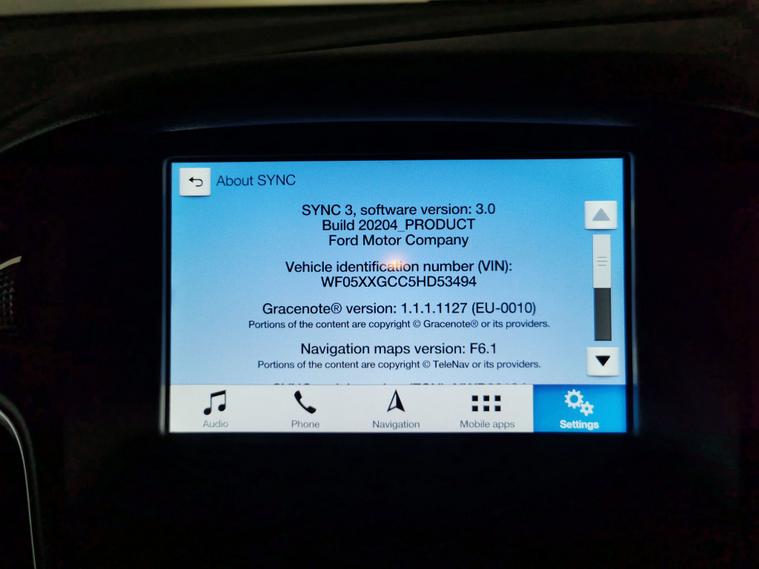 About SYNC
SYNC 3, software version: 3.0
Build 20204_PRODUCT
Ford Motor Company
Vehicle identification number (VIN):
WF05XXGCC5HD53494
Gracenote® version: 1.1.1.1127 (EU-0010)
Portions of the content are copyright © Gracenote® or its providers.
Navigation maps version: F6.1
Portions of the content are copyright © TeleNav or its providers.
Audio
Phone
Navigation
Mobile apps
Settings